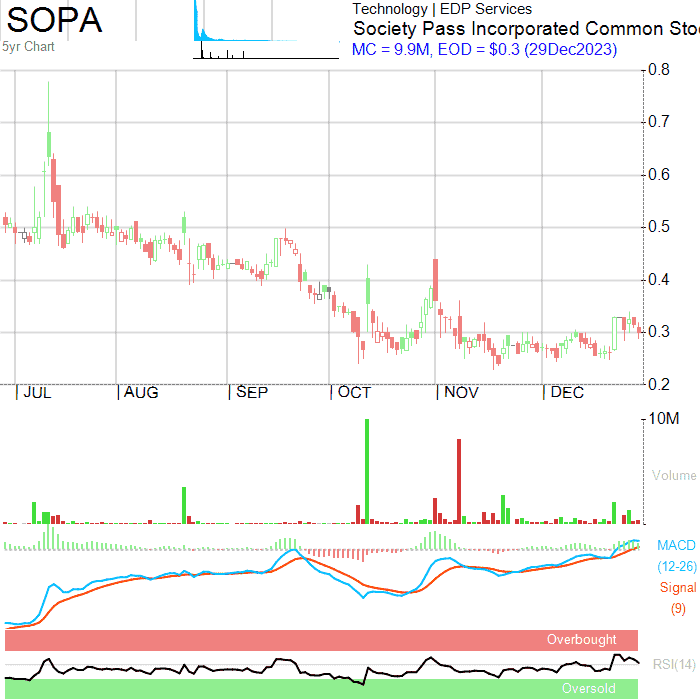 SOPA
5yr Chart
Technology | EDP Services
Society Pass Incorporated Common Sto
MC = 9.9M, EOD = $0.3 (29Dec2023)
0.8
0.7
0.6
0.5
0.4
0.3
0.2
JUL AUG SEP OCT NOV DEC
10M
Volume
MACD
(12-26)
Signal
(9)
Overbought
RSI(14)
Oversold